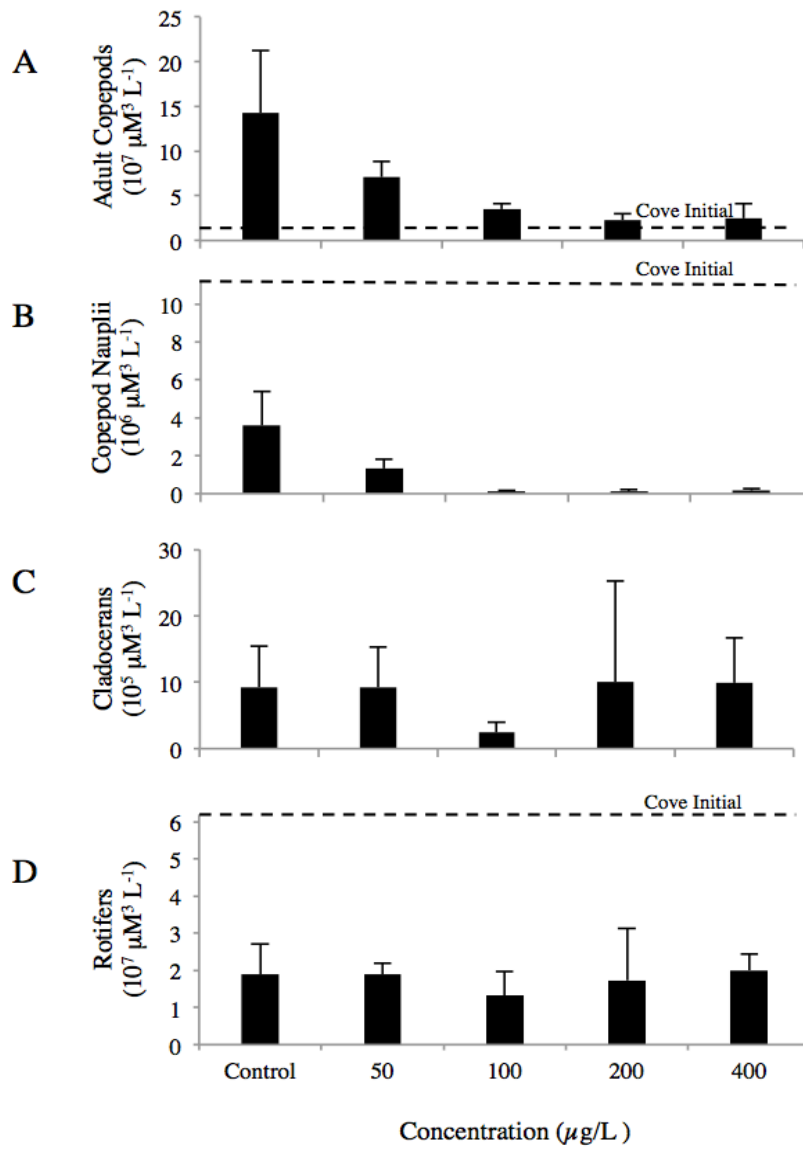 A
Adult Copepods
(10⁷ µM³ L⁻¹)
25
20
15
10
5
0
Cove Initial
B
Copepod Nauplii
(10⁶ µM³ L⁻¹)
Cove Initial
10
8
6
4
2
0
C
Cladocerans
(10⁵ µM³ L⁻¹)
30
20
10
0
D
Rotifers
(10⁷ µM³ L⁻¹)
Cove Initial
6
5
4
3
2
1
0
Control 50 100 200 400
Concentration (µg/L )